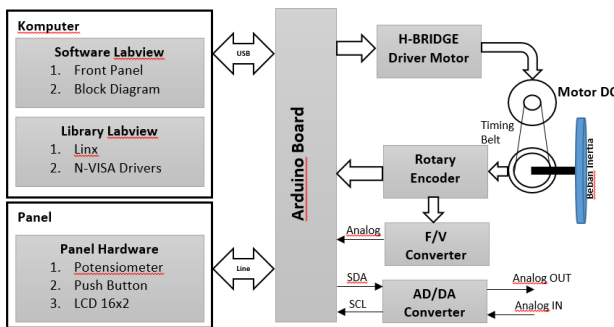 Komputer
Software Labview
1. Front Panel
2. Block Diagram
Library Labview
1. Linx
2. N-VISA Drivers
Panel
Panel Hardware
1. Potensiometer
2. Push Button
3. LCD 16x2
USB
Line
Arduino Board
H-BRIDGE
Driver Motor
Motor DC
Timing
Belt
Beban Inertia
Rotary
Encoder
Analog
F/V
Converter
SDA
SCL
AD/DA
Converter
Analog OUT
Analog IN